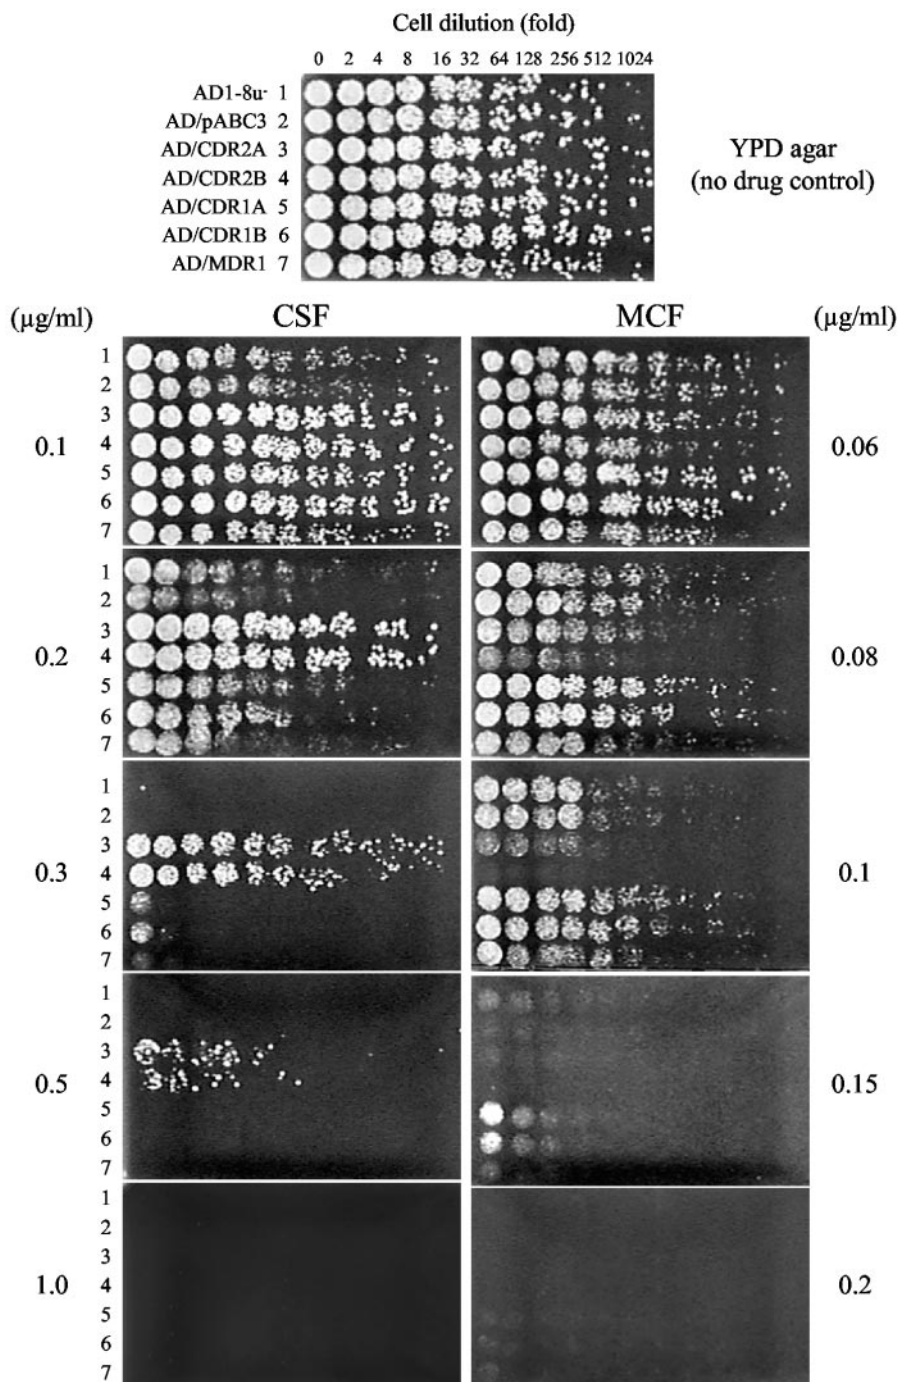 Cell dilution (fold)
0 2 4 8 16 32 64 128 256 512 1024
AD1-8u- 1
AD/pABC3 2
AD/CDR2A 3
AD/CDR2B 4
AD/CDR1A 5
AD/CDR1B 6
AD/MDR1 7
YPD agar
(no drug control)
(µg/ml) CSF MCF (µg/ml)
1
2
3
0.1 4 0.06
5
6
7
1
2
3
0.2 4 0.08
5
6
7
1
2
3
0.3 4 0.1
5
6
7
1
2
3
0.5 4 0.15
5
6
7
1
2
3
1.0 4 0.2
5
6
7